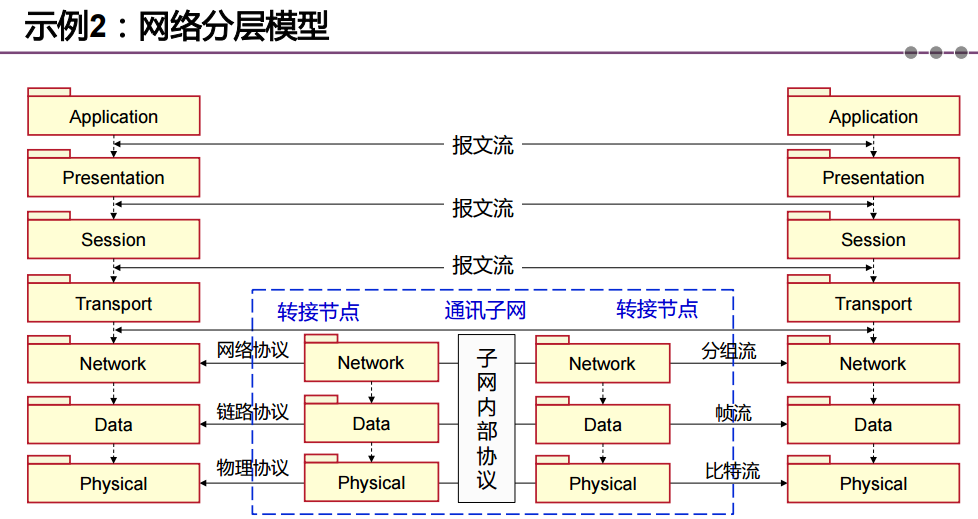 示例2：网络分层模型
Application
Application
报文流
Presentation
Presentation
报文流
Session
Session
报文流
Transport
转接节点
通讯子网
转接节点
Transport
Network
网络协议
Network
子网内部协议
Network
分组流
Network
Data
链路协议
Data
Data
帧流
Data
Physical
物理协议
Physical
Physical
比特流
Physical